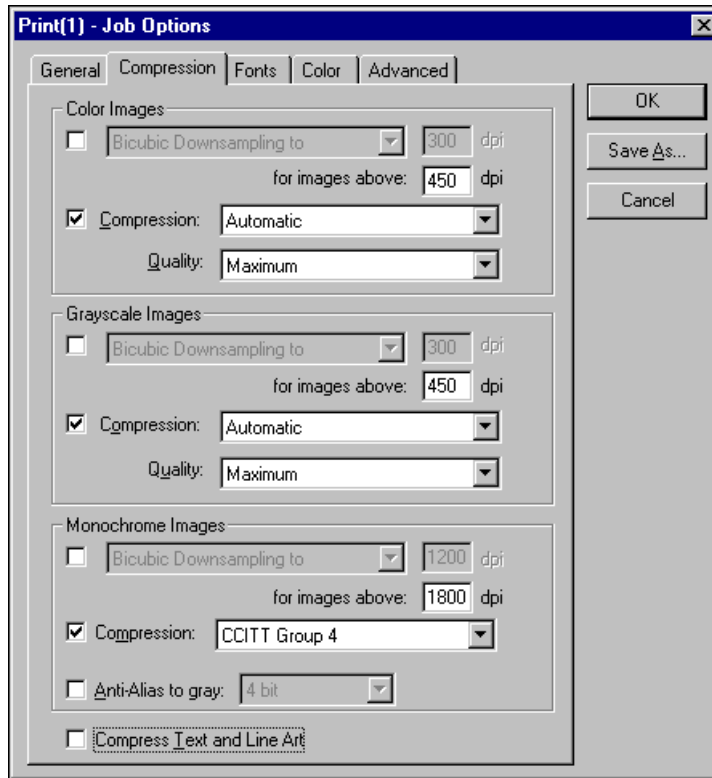 Print(1) - Job Options
General Compression Fonts Color Advanced
OK
Save As...
Cancel
Color Images
Bicubic Downsampling to 300 dpi
for images above: 450 dpi
Compression: Automatic
Quality: Maximum
Grayscale Images
Bicubic Downsampling to 300 dpi
for images above: 450 dpi
Compression: Automatic
Quality: Maximum
Monochrome Images
Bicubic Downsampling to 1200 dpi
for images above: 1800 dpi
Compression: CCITT Group 4
Anti-Alias to gray: 4 bit
Compress Text and Line Art